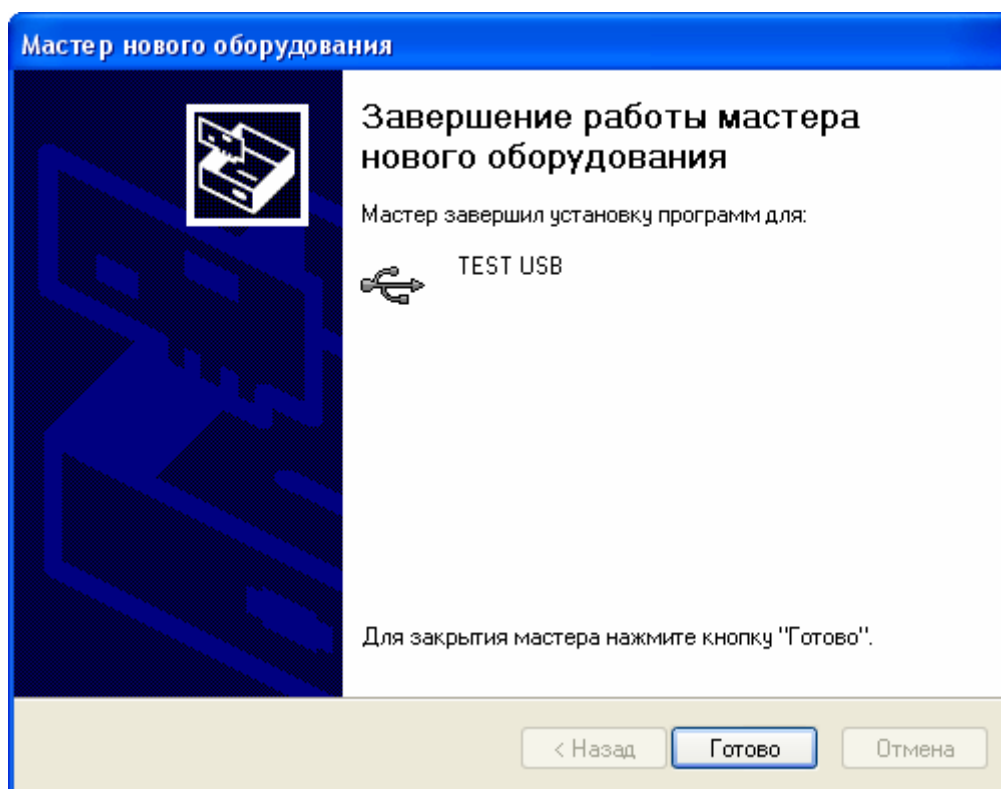 Мастер нового оборудования
Завершение работы мастера
нового оборудования
Мастер завершил установку программ для:
TEST USB
Для закрытия мастера нажмите кнопку "Готово".
< Назад
Готово
Отмена